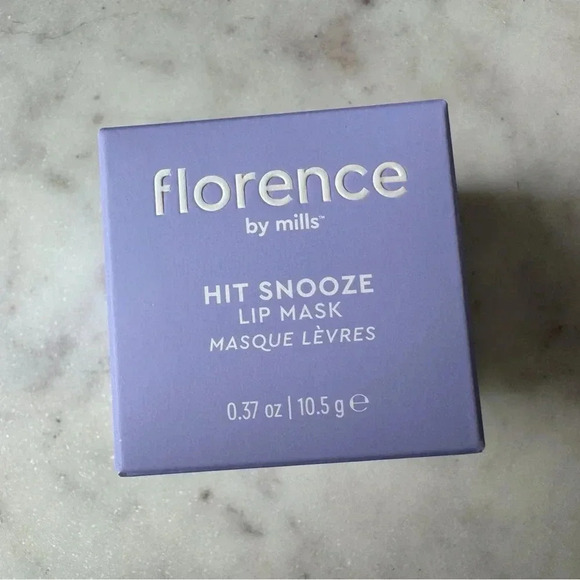 florence
by mills™
HIT SNOOZE
LIP MASK
MASQUE LÈVRES
0.37 oz | 10.5 g ℮